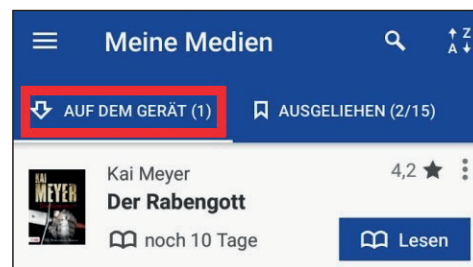 Meine Medien
Z
A
AUF DEM GERÄT (1)
AUSGELIEHEN (2/15)
KAI
MEYER
Kai Meyer
4,2
Der Rabengott
noch 10 Tage
Lesen